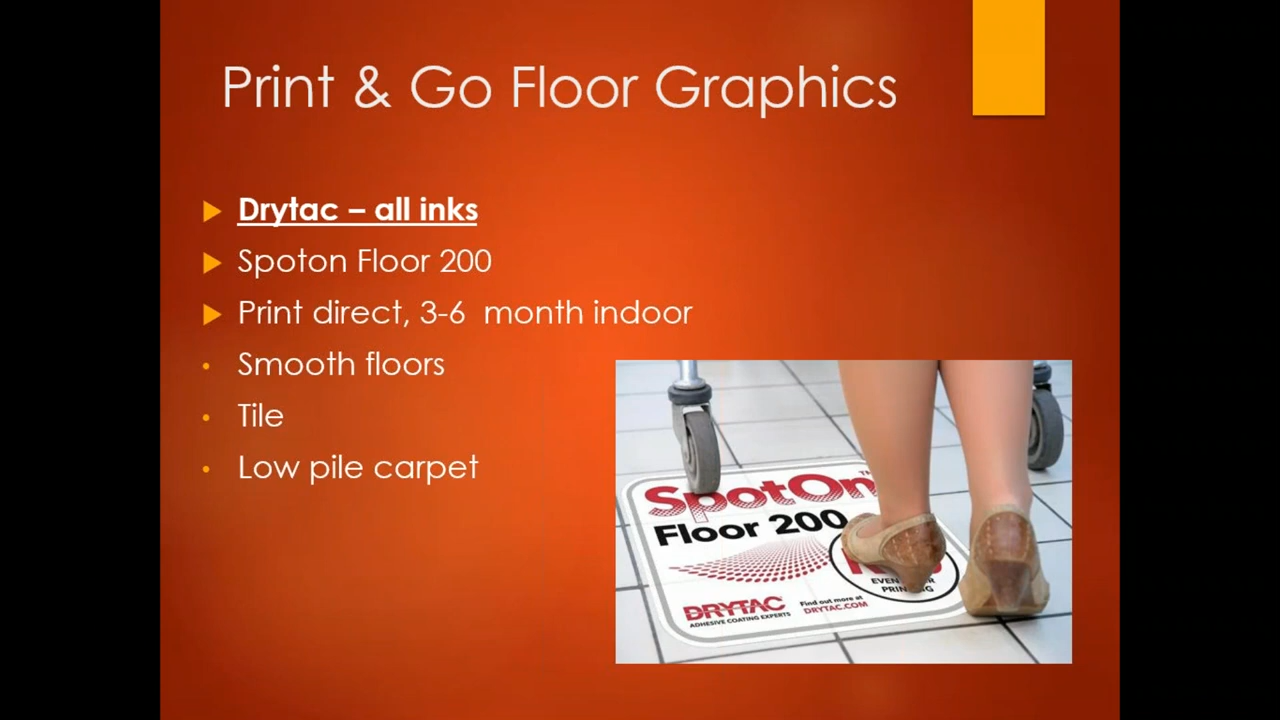 Print & Go Floor Graphics
Drytac – all inks
Spoton Floor 200
Print direct, 3-6 month indoor
Smooth floors
Tile
Low pile carpet
SpotOn
Floor 200
DRYTAC
ADHESIVE COATING EXPERTS
Find out more at
DRYTAC.COM